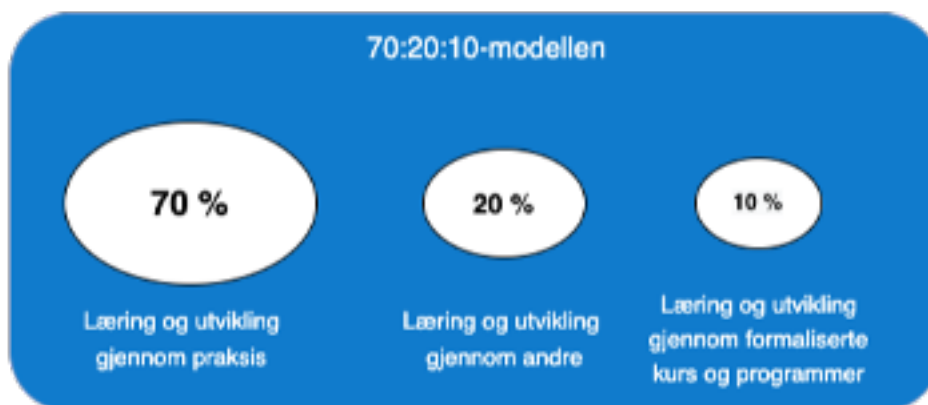 70:20:10-modellen
70 %
20 %
10 %
Læring og utvikling
gjennom praksis
Læring og utvikling
gjennom andre
Læring og utvikling
gjennom formaliserte
kurs og programmer